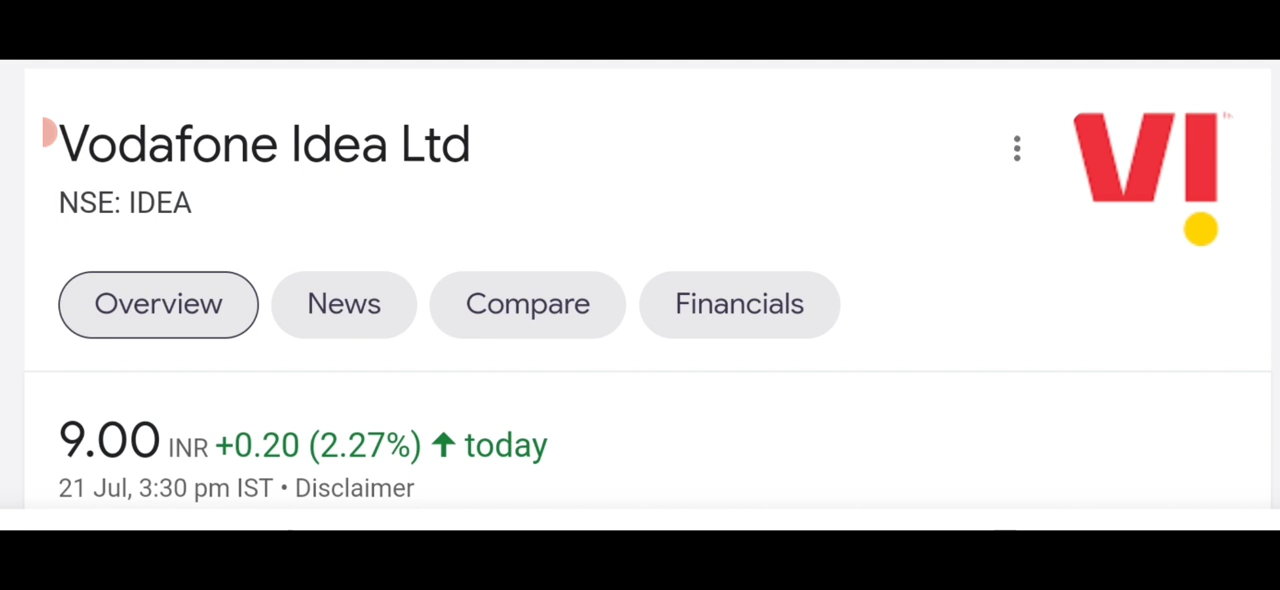 Vodafone Idea Ltd
NSE: IDEA
VI
Overview News Compare Financials
9.00 INR +0.20 (2.27%) ↑ today
21 Jul, 3:30 pm IST • Disclaimer